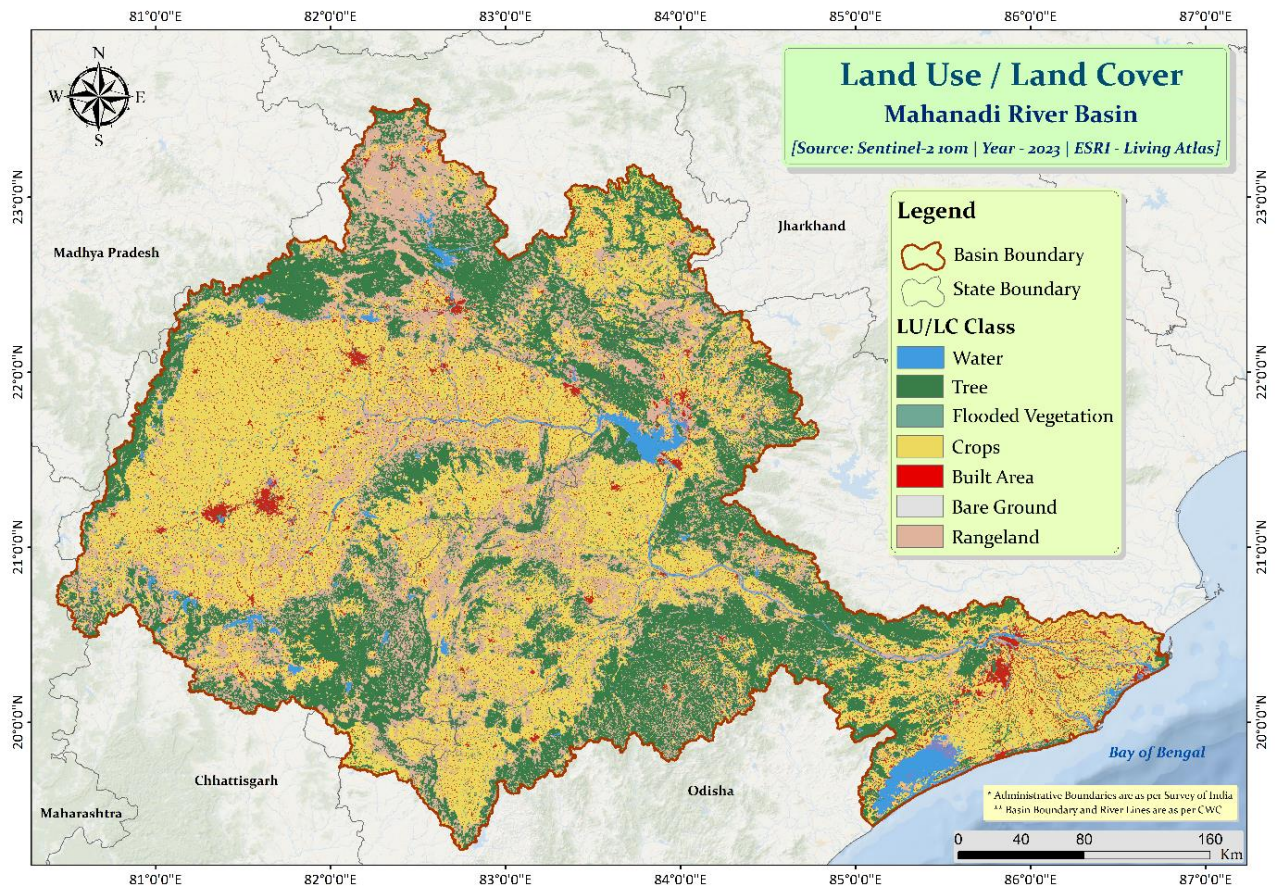 81°0'0"E 82°0'0"E 83°0'0"E 84°0'0"E 85°0'0"E 86°0'0"E 87°0'0"E
N
W E
S
Land Use / Land Cover
Mahanadi River Basin
[Source: Sentinel-2 10m | Year - 2023 | ESRI - Living Atlas]
23°0'0"N
23°0'0"N
Madhya Pradesh
Jharkhand
Legend
Basin Boundary
State Boundary
LU/LC Class
Water
Tree
Flooded Vegetation
Crops
Built Area
Bare Ground
Rangeland
22°0'0"N
22°0'0"N
21°0'0"N
21°0'0"N
20°0'0"N
20°0'0"N
Bay of Bengal
Chhattisgarh
Odisha
Maharashtra
* Administrative Boundaries are as per Survey of India
** Basin Boundary and River Lines are as per CWC
0 40 80 160
Km
81°0'0"E 82°0'0"E 83°0'0"E 84°0'0"E 85°0'0"E 86°0'0"E 87°0'0"E